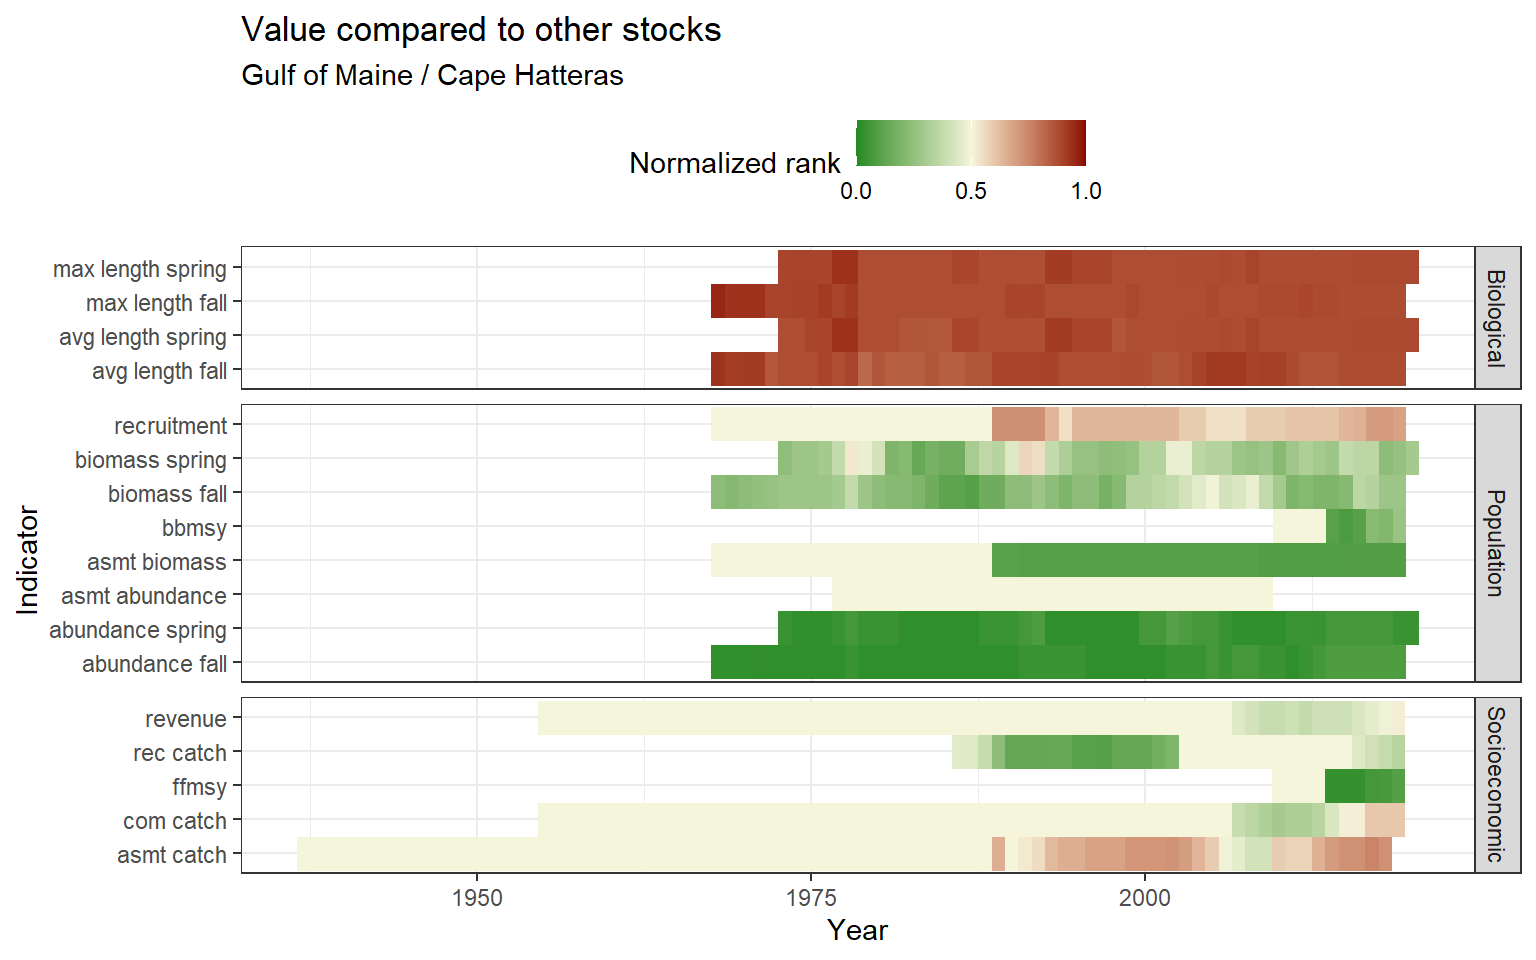 Value compared to other stocks
Gulf of Maine / Cape Hatteras
Normalized rank
0.0 0.5 1.0
max length spring
max length fall
avg length spring
avg length fall
Biological
recruitment
biomass spring
biomass fall
bbmsy
asmt biomass
asmt abundance
abundance spring
abundance fall
Population
revenue
rec catch
ffmsy
com catch
asmt catch
Socioeconomic
Indicator
1950 1975 2000
Year